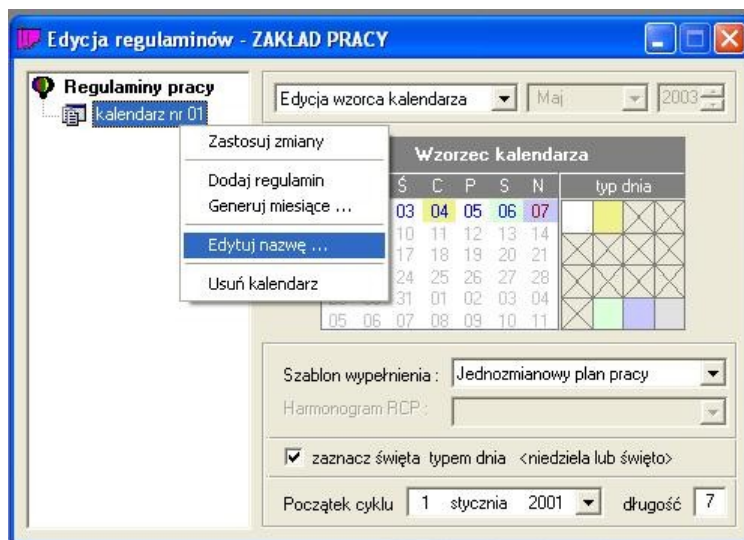 Edycja regulaminów - ZAKŁAD PRACY
Regulaminy pracy
kalendarz nr 01
Edycja wzorca kalendarza
Maj
2003
Zastosuj zmiany
Dodaj regulamin
Generuj miesiące ...
Edytuj nazwę ...
Usuń kalendarz
Wzorzec kalendarza
Ś C P S N typ dnia
03 04 05 06 07
10 11 12 13 14
17 18 19 20 21
24 25 26 27 28
31 01 02 03 04
05 06 07 08 09 10 11
Szablon wypełnienia : Jednozmianowy plan pracy
Harmonogram RCP :
zaznacz święta typem dnia <niedziela lub święto>
Początek cyklu 1 stycznia 2001 długość 7